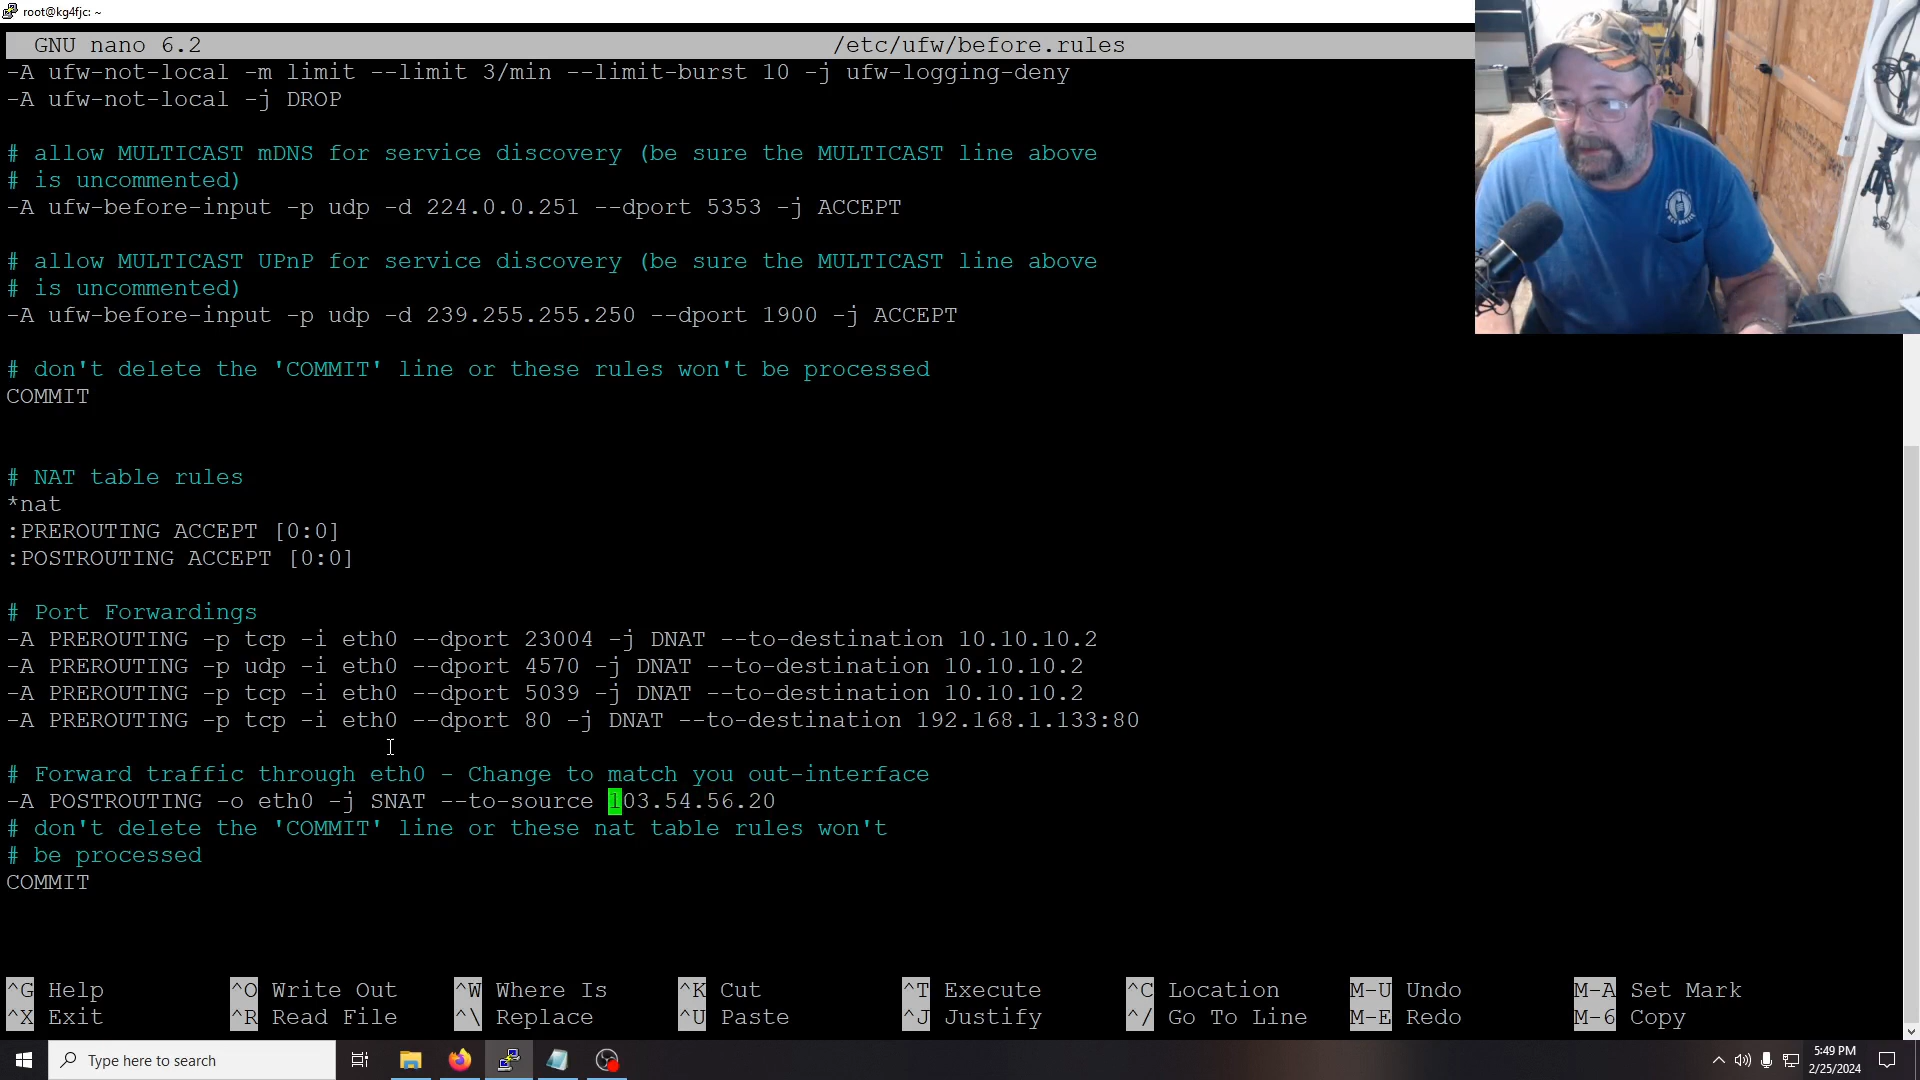 root@kg4fjc: ~
GNU nano 6.2 /etc/ufw/before.rules
-A ufw-not-local -m limit --limit 3/min --limit-burst 10 -j ufw-logging-deny
-A ufw-not-local -j DROP
# allow MULTICAST mDNS for service discovery (be sure the MULTICAST line above
# is uncommented)
-A ufw-before-input -p udp -d 224.0.0.251 --dport 5353 -j ACCEPT
# allow MULTICAST UPnP for service discovery (be sure the MULTICAST line above
# is uncommented)
-A ufw-before-input -p udp -d 239.255.255.250 --dport 1900 -j ACCEPT
# don't delete the 'COMMIT' line or these rules won't be processed
COMMIT
# NAT table rules
*nat
:PREROUTING ACCEPT [0:0]
:POSTROUTING ACCEPT [0:0]
# Port Forwardings
-A PREROUTING -p tcp -i eth0 --dport 23004 -j DNAT --to-destination 10.10.10.2
-A PREROUTING -p udp -i eth0 --dport 4570 -j DNAT --to-destination 10.10.10.2
-A PREROUTING -p tcp -i eth0 --dport 5039 -j DNAT --to-destination 10.10.10.2
-A PREROUTING -p tcp -i eth0 --dport 80 -j DNAT --to-destination 192.168.1.133:80
# Forward traffic through eth0 - Change to match you out-interface
-A POSTROUTING -o eth0 -j SNAT --to-source 103.54.56.20
# don't delete the 'COMMIT' line or these nat table rules won't
# be processed
COMMIT
^G Help ^O Write Out ^W Where Is ^K Cut ^T Execute ^C Location M-U Undo M-A Set Mark
^X Exit ^R Read File ^\ Replace ^U Paste ^J Justify ^/ Go To Line M-E Redo M-6 Copy
Type here to search
5:49 PM
2/25/2024